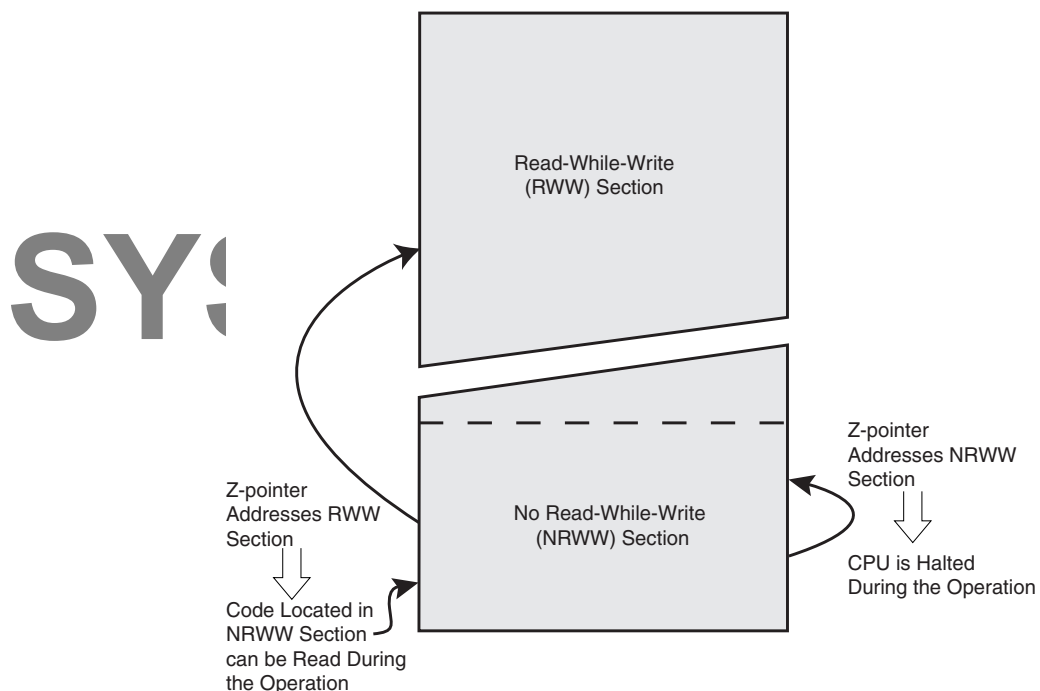 Read-While-Write
(RWW) Section
Z-pointer
Addresses NRWW
Section
Z-pointer
Addresses RWW
Section
No Read-While-Write
(NRWW) Section
CPU is Halted
During the Operation
Code Located in
NRWW Section
can be Read During
the Operation